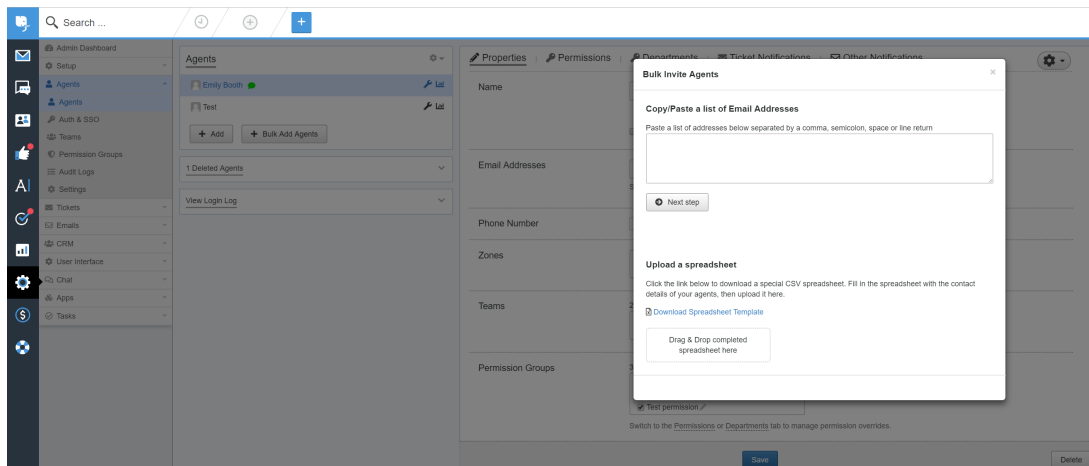 Search ...
+
Admin Dashboard
Setup
Agents
Agents
Auth & SSO
Teams
Permission Groups
Audit Logs
Settings
Tickets
Emails
CRM
User Interface
Chat
Apps
Tasks
Agents
Emily Booth
Test
+ Add
+ Bulk Add Agents
1 Deleted Agents
View Login Log
Properties
Permissions
Departments
Ticket Notifications
Other Notifications
Name
Email Addresses
Phone Number
Zones
Teams
Permission Groups
Bulk Invite Agents
×
Copy/Paste a list of Email Addresses
Paste a list of addresses below separated by a comma, semicolon, space or line return
Next step
Upload a spreadsheet
Click the link below to download a special CSV spreadsheet. Fill in the spreadsheet with the contact
details of your agents, then upload it here.
Download Spreadsheet Template
Drag & Drop completed
spreadsheet here
Test permission
Switch to the Permissions or Departments tab to manage permission overrides.
Save
Delete